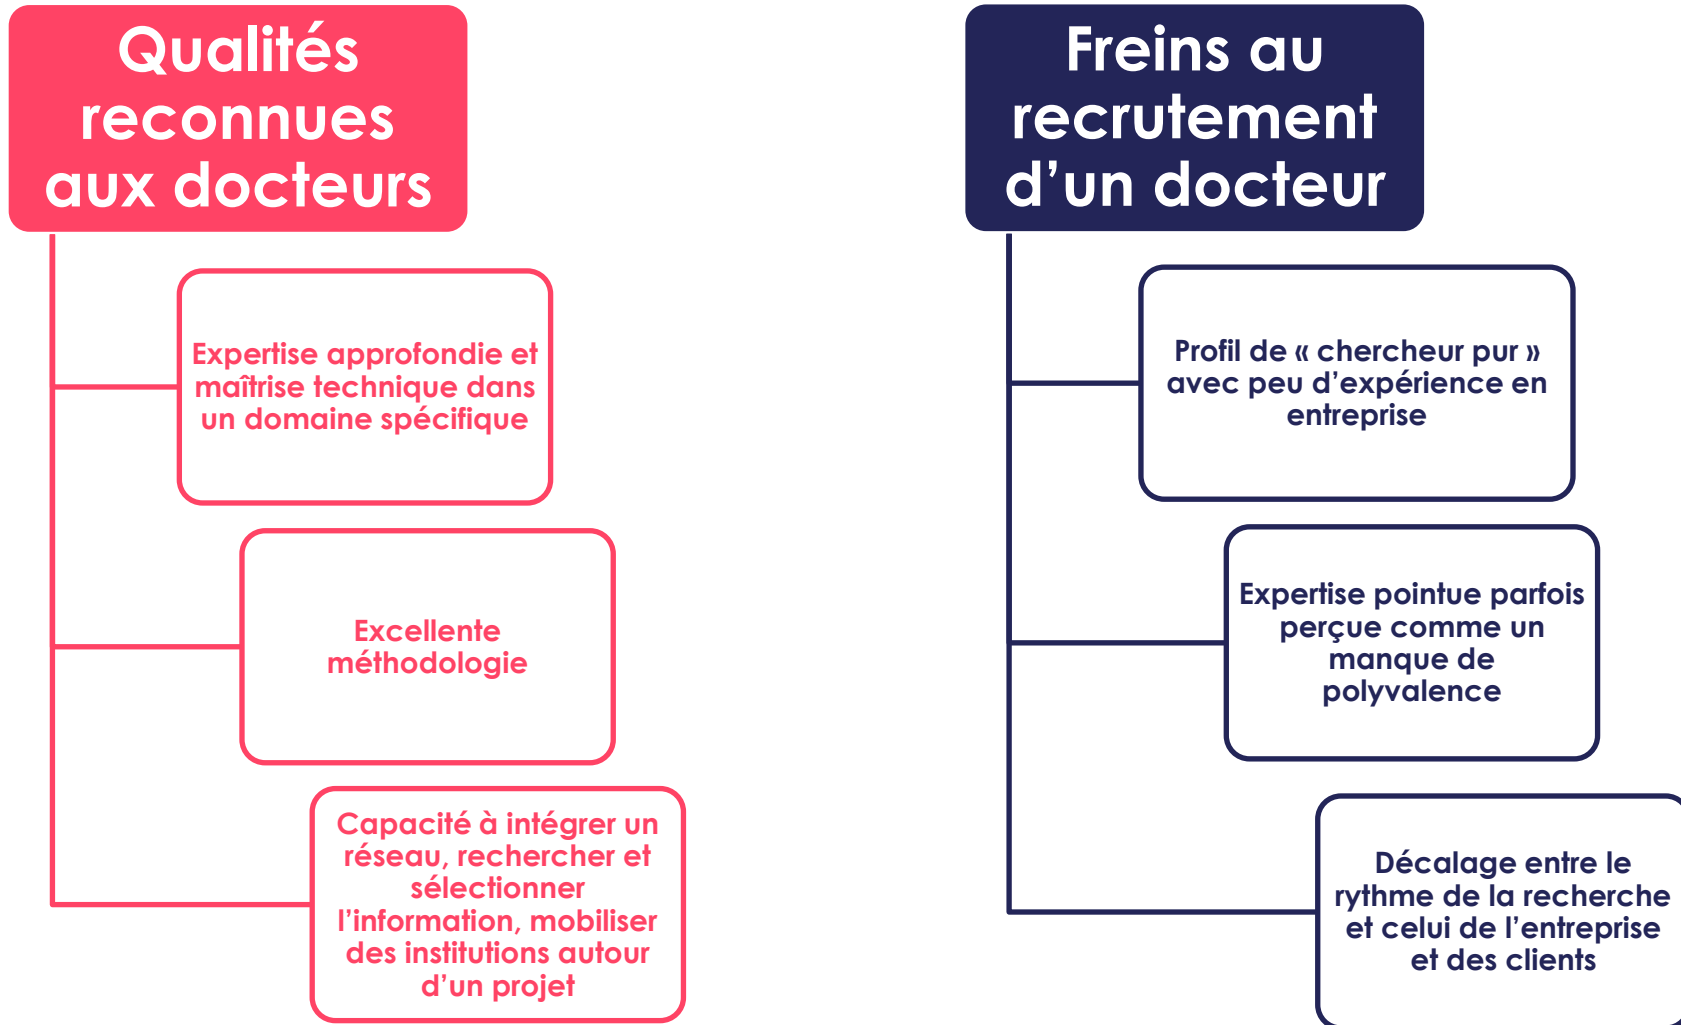 Qualités
reconnues
aux docteurs
Expertise approfondie et
maîtrise technique dans
un domaine spécifique
Excellente
méthodologie
Capacité à intégrer un
réseau, rechercher et
sélectionner
l’information, mobiliser
des institutions autour
d’un projet
Freins au
recrutement
d’un docteur
Profil de « chercheur pur »
avec peu d’expérience en
entreprise
Expertise pointue parfois
perçue comme un
manque de
polyvalence
Décalage entre le
rythme de la recherche
et celui de l’entreprise
et des clients